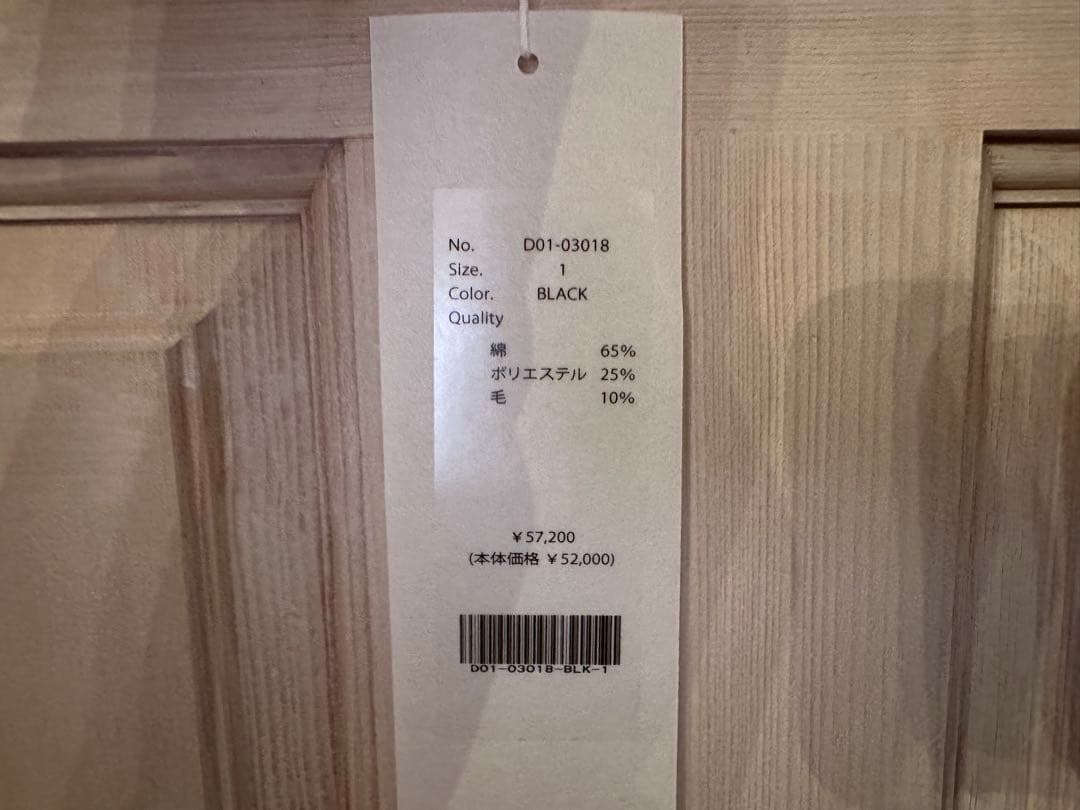 No. D01-03018
Size. 1
Color. BLACK
Quality
綿 65%
ポリエステル 25%
毛 10%
¥57,200
(本体価格 ¥52,000)
D01-03018-BLK-1